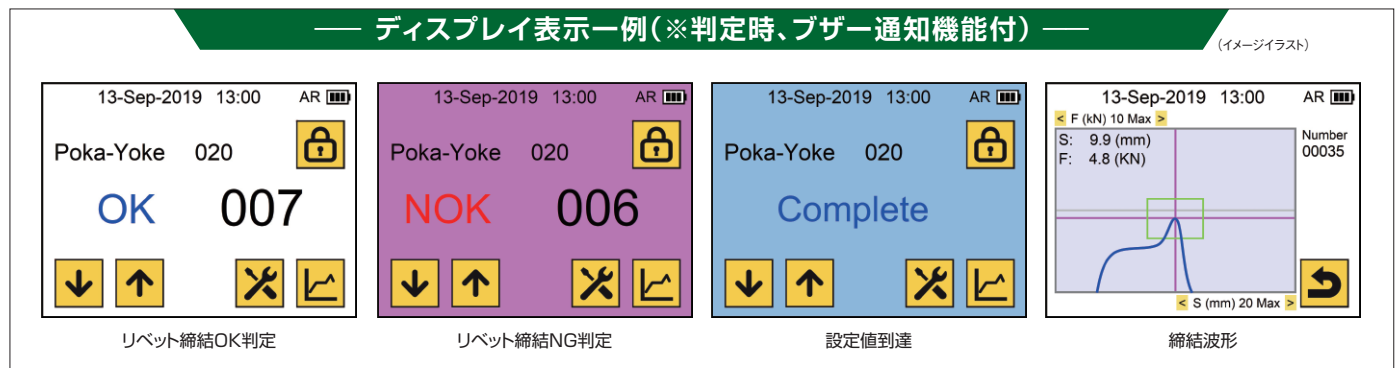 ディスプレイ表示一例(※判定時、ブザー通知機能付)
(イメージイラスト)
13-Sep-2019 13:00 AR
Poka-Yoke 020
OK 007
リベット締結OK判定
13-Sep-2019 13:00 AR
Poka-Yoke 020
NOK 006
リベット締結NG判定
13-Sep-2019 13:00 AR
Poka-Yoke 020
Complete
設定値到達
13-Sep-2019 13:00 AR
< F (kN) 10 Max >
S: 9.9 (mm)
F: 4.8 (KN)
Number
00035
< S (mm) 20 Max >
締結波形